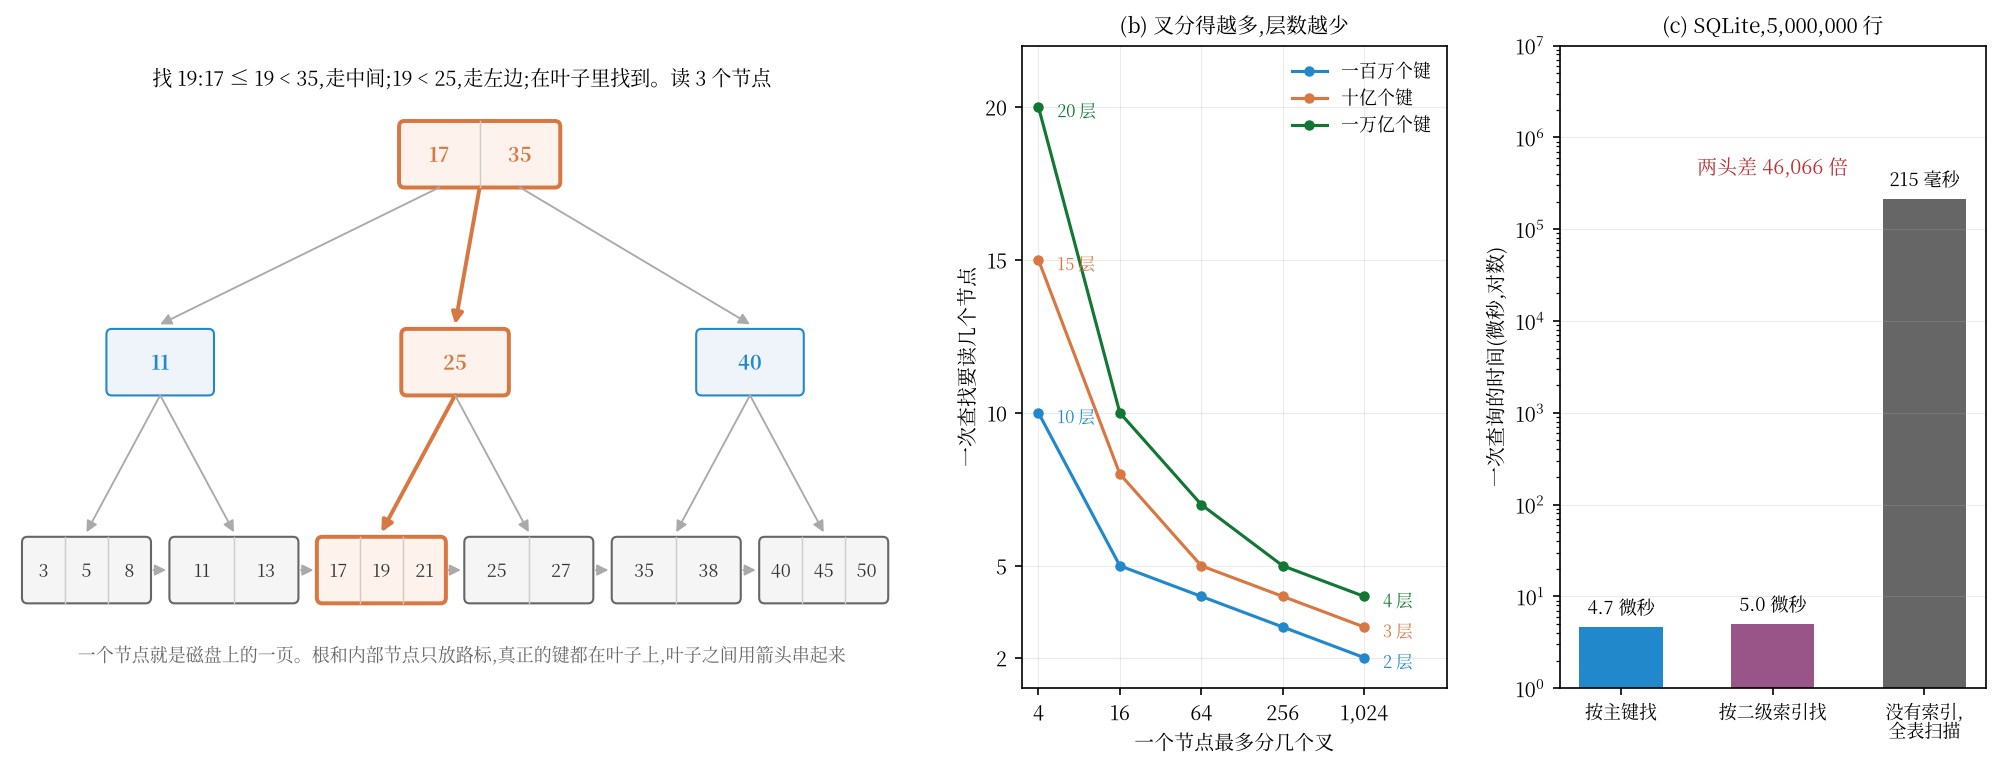 找 19:17 ≤ 19 < 35,走中间;19 < 25,走左边;在叶子里找到。读 3 个节点
17 35
11 25 40
3 5 8 11 13 17 19 21 25 27 35 38 40 45 50
一个节点就是磁盘上的一页。根和内部节点只放路标,真正的键都在叶子上,叶子之间用箭头串起来
(b) 叉分得越多,层数越少
一次查找要读几个节点
20
15
10
5
2
一百万个键
十亿个键
一万亿个键
20 层
15 层
10 层
4 层
3 层
2 层
4 16 64 256 1,024
一个节点最多分几个叉
(c) SQLite,5,000,000 行
一次查询的时间(微秒,对数)
10⁷
10⁶
10⁵
10⁴
10³
10²
10¹
10⁰
两头差 46,066 倍
215 毫秒
4.7 微秒
5.0 微秒
按主键找 按二级索引找 没有索引,
全表扫描